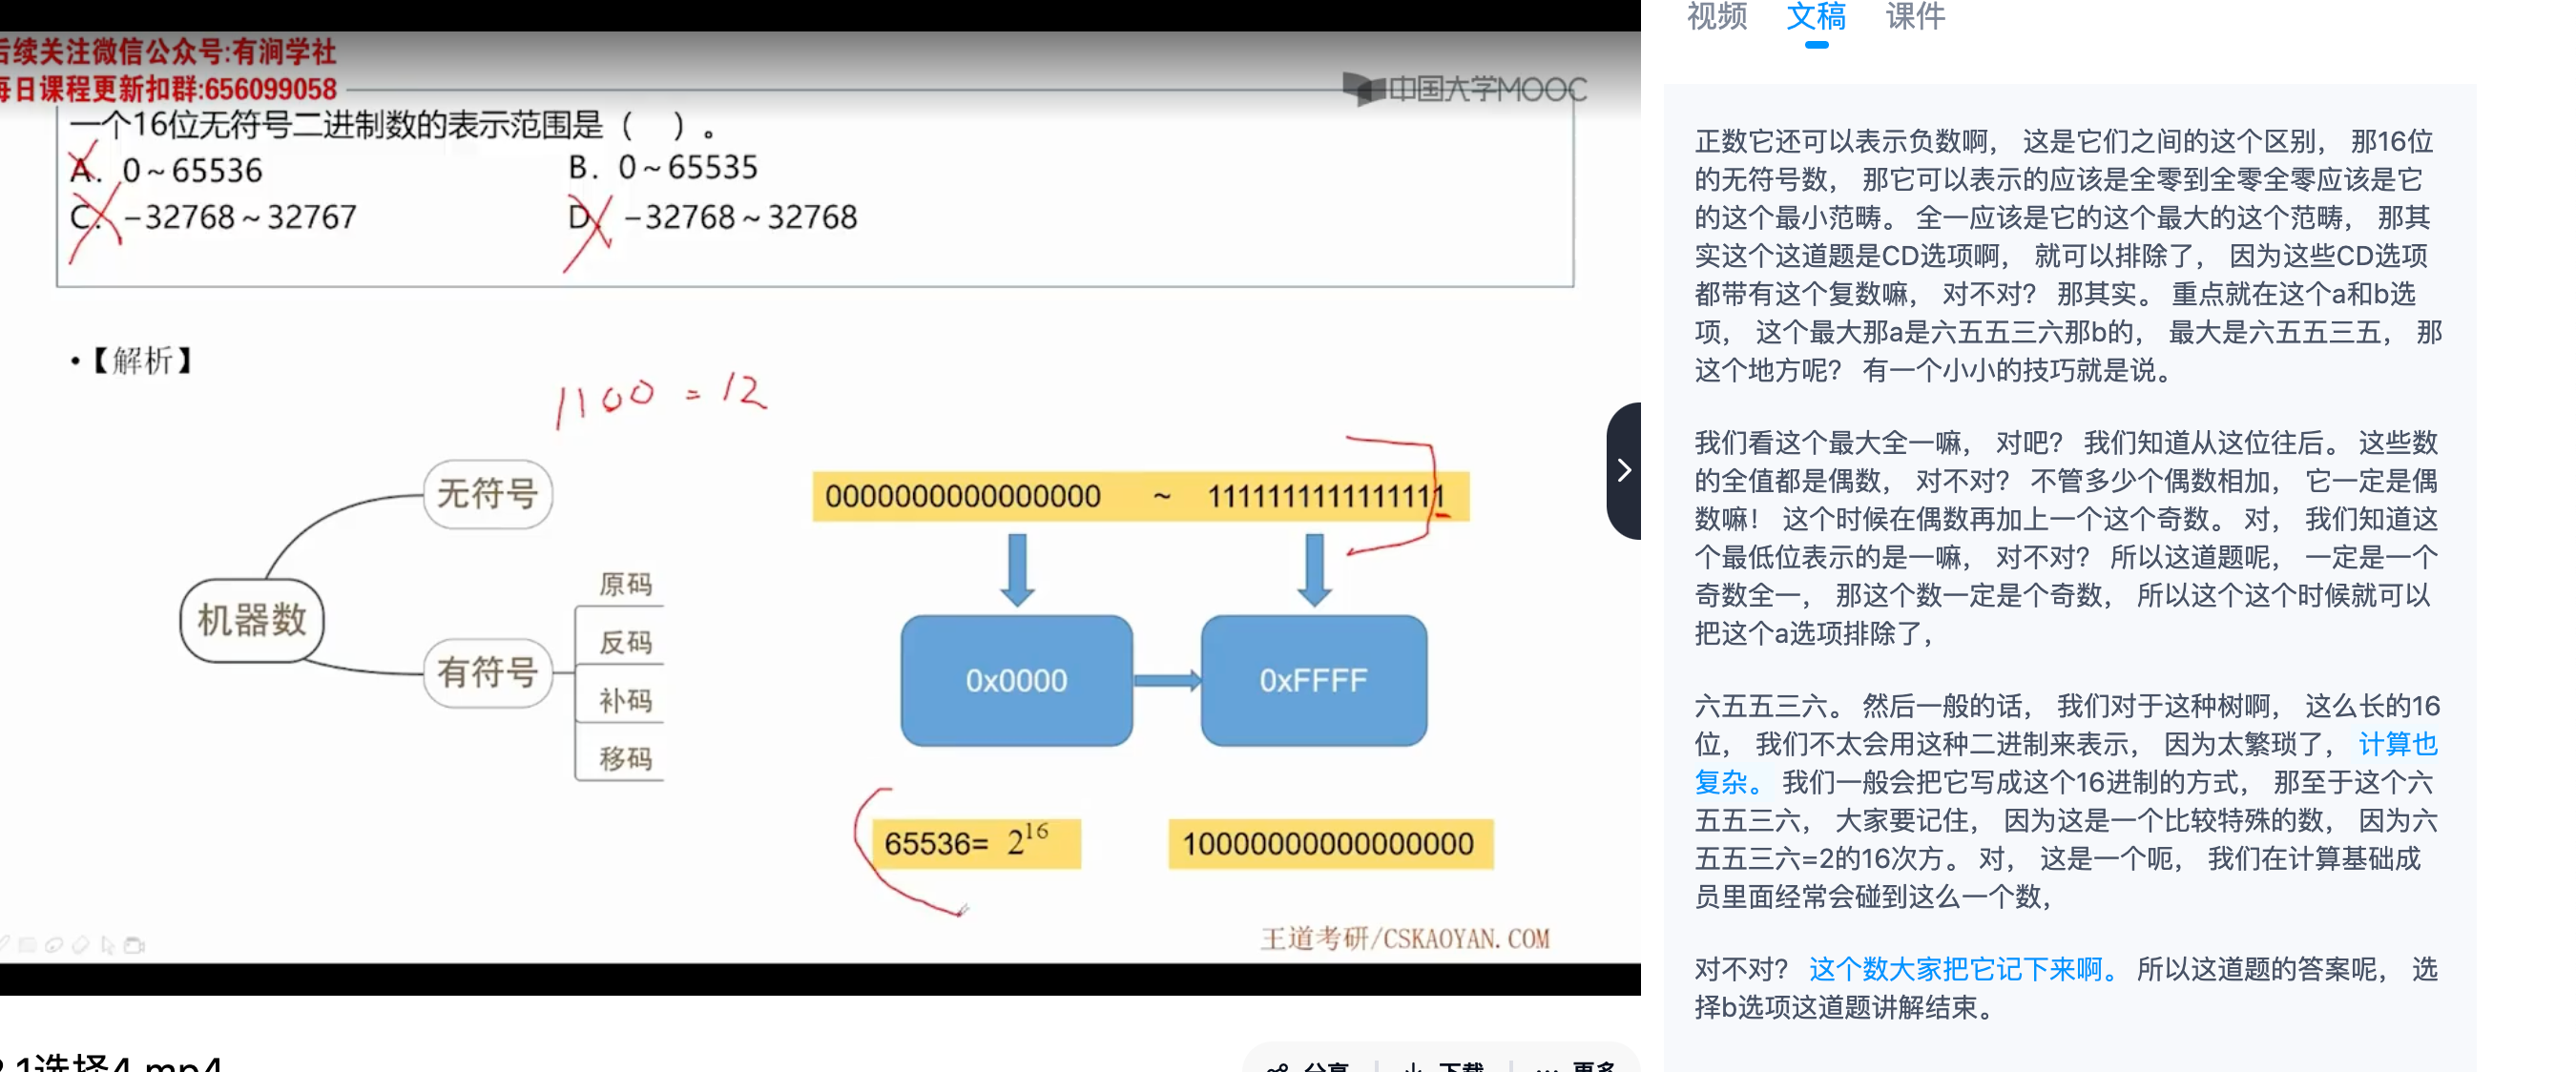 后续关注微信公众号:有涧学社
每日课程更新扣群:656099058
中国大学MOOC
一个16位无符号二进制数的表示范围是（ ）。
A. 0～65536
B. 0～65535
C. －32768～32767
D. －32768～32768
•【解析】
1100 = 12
机器数
无符号
有符号
原码
反码
补码
移码
0000000000000000 ~ 1111111111111111
0x0000
0xFFFF
65536= 2^16
10000000000000000
王道考研/CSKAOYAN.COM
.1选择4.mp4
分享
下载
更多
视频 文稿 课件
正数它还可以表示负数啊， 这是它们之间的这个区别， 那16位
的无符号数， 那它可以表示的应该是全零到全零全零应该是它
的这个最小范畴。 全一应该是它的这个最大的这个范畴， 那其
实这个这道题是CD选项啊， 就可以排除了， 因为这些CD选项
都带有这个复数嘛， 对不对？ 那其实。 重点就在这个a和b选
项， 这个最大那a是六五五三六那b的， 最大是六五五三五， 那
这个地方呢？ 有一个小小的技巧就是说。
我们看这个最大全一嘛， 对吧？ 我们知道从这位往后。 这些数
的全值都是偶数， 对不对？ 不管多少个偶数相加， 它一定是偶
数嘛！ 这个时候在偶数再加上一个这个奇数。 对， 我们知道这
个最低位表示的是一嘛， 对不对？ 所以这道题呢， 一定是一个
奇数全一， 那这个数一定是个奇数， 所以这个这个时候就可以
把这个a选项排除了，
六五五三六。 然后一般的话， 我们对于这种树啊， 这么长的16
位， 我们不太会用这种二进制来表示， 因为太繁琐了， 计算也
复杂。 我们一般会把它写成这个16进制的方式， 那至于这个六
五五三六， 大家要记住， 因为这是一个比较特殊的数， 因为六
五五三六=2的16次方。 对， 这是一个呃， 我们在计算基础成
员里面经常会碰到这么一个数，
对不对？ 这个数大家把它记下来啊。 所以这道题的答案呢， 选
择b选项这道题讲解结束。